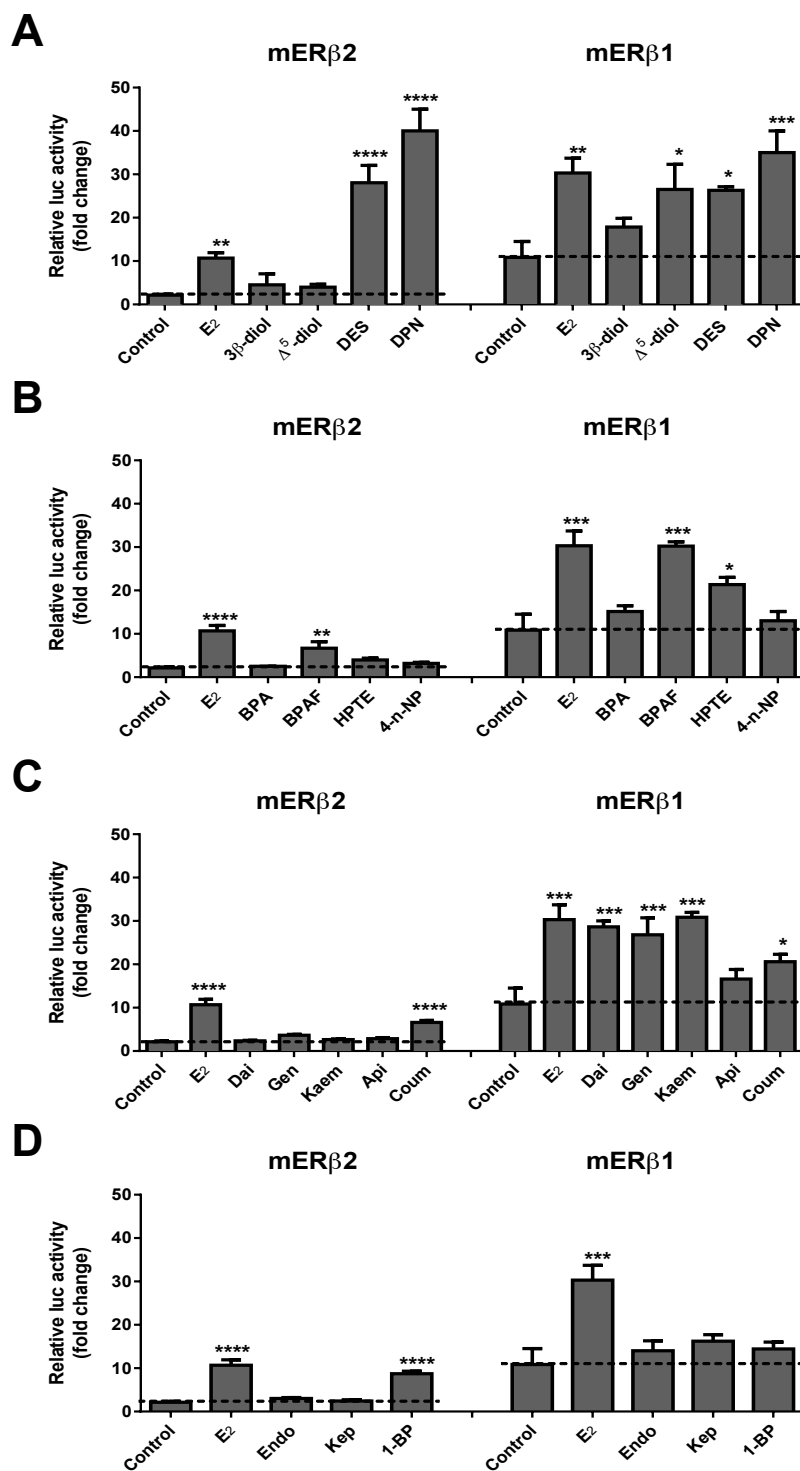 A
mERβ2
mERβ1
Relative luc activity
(fold change)
50
40
30
20
10
0
**
****
****
**
*
*
***
Control
E2
3β-diol
Δ5-diol
DES
DPN
Control
E2
3β-diol
Δ5-diol
DES
DPN
B
mERβ2
mERβ1
Relative luc activity
(fold change)
50
40
30
20
10
0
****
**
***
***
*
Control
E2
BPA
BPAF
HPTE
4-n-NP
Control
E2
BPA
BPAF
HPTE
4-n-NP
C
mERβ2
mERβ1
Relative luc activity
(fold change)
50
40
30
20
10
0
****
****
***
***
***
***
*
Control
E2
Dai
Gen
Kaem
Api
Coum
Control
E2
Dai
Gen
Kaem
Api
Coum
D
mERβ2
mERβ1
Relative luc activity
(fold change)
50
40
30
20
10
0
****
****
***
Control
E2
Endo
Kep
1-BP
Control
E2
Endo
Kep
1-BP